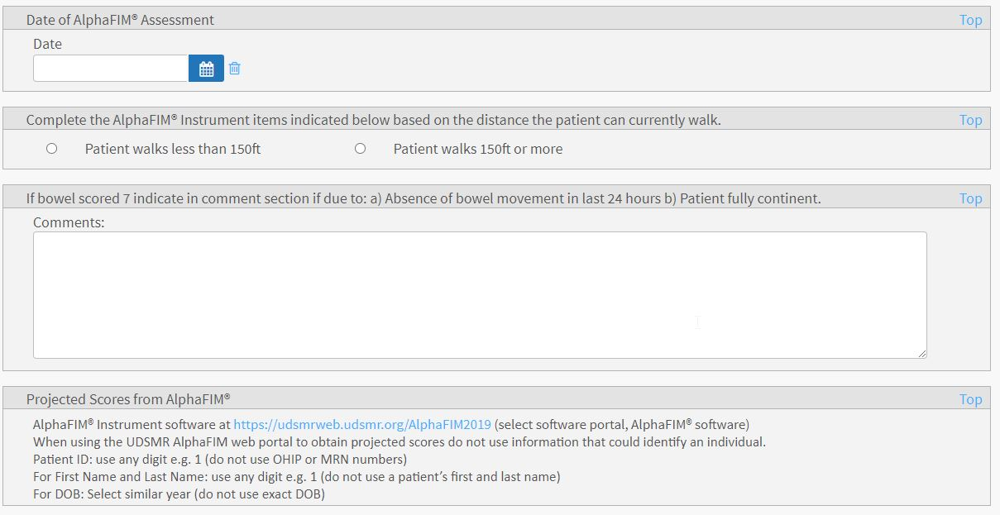 Date of AlphaFIM® Assessment Top
Date
Complete the AlphaFIM® Instrument items indicated below based on the distance the patient can currently walk. Top
Patient walks less than 150ft Patient walks 150ft or more
If bowel scored 7 indicate in comment section if due to: a) Absence of bowel movement in last 24 hours b) Patient fully continent. Top
Comments:
Projected Scores from AlphaFIM® Top
AlphaFIM® Instrument software at https://udsmrweb.udsmr.org/AlphaFIM2019 (select software portal, AlphaFIM® software)
When using the UDSMR AlphaFIM web portal to obtain projected scores do not use information that could identify an individual.
Patient ID: use any digit e.g. 1 (do not use OHIP or MRN numbers)
For First Name and Last Name: use any digit e.g. 1 (do not use a patient’s first and last name)
For DOB: Select similar year (do not use exact DOB)